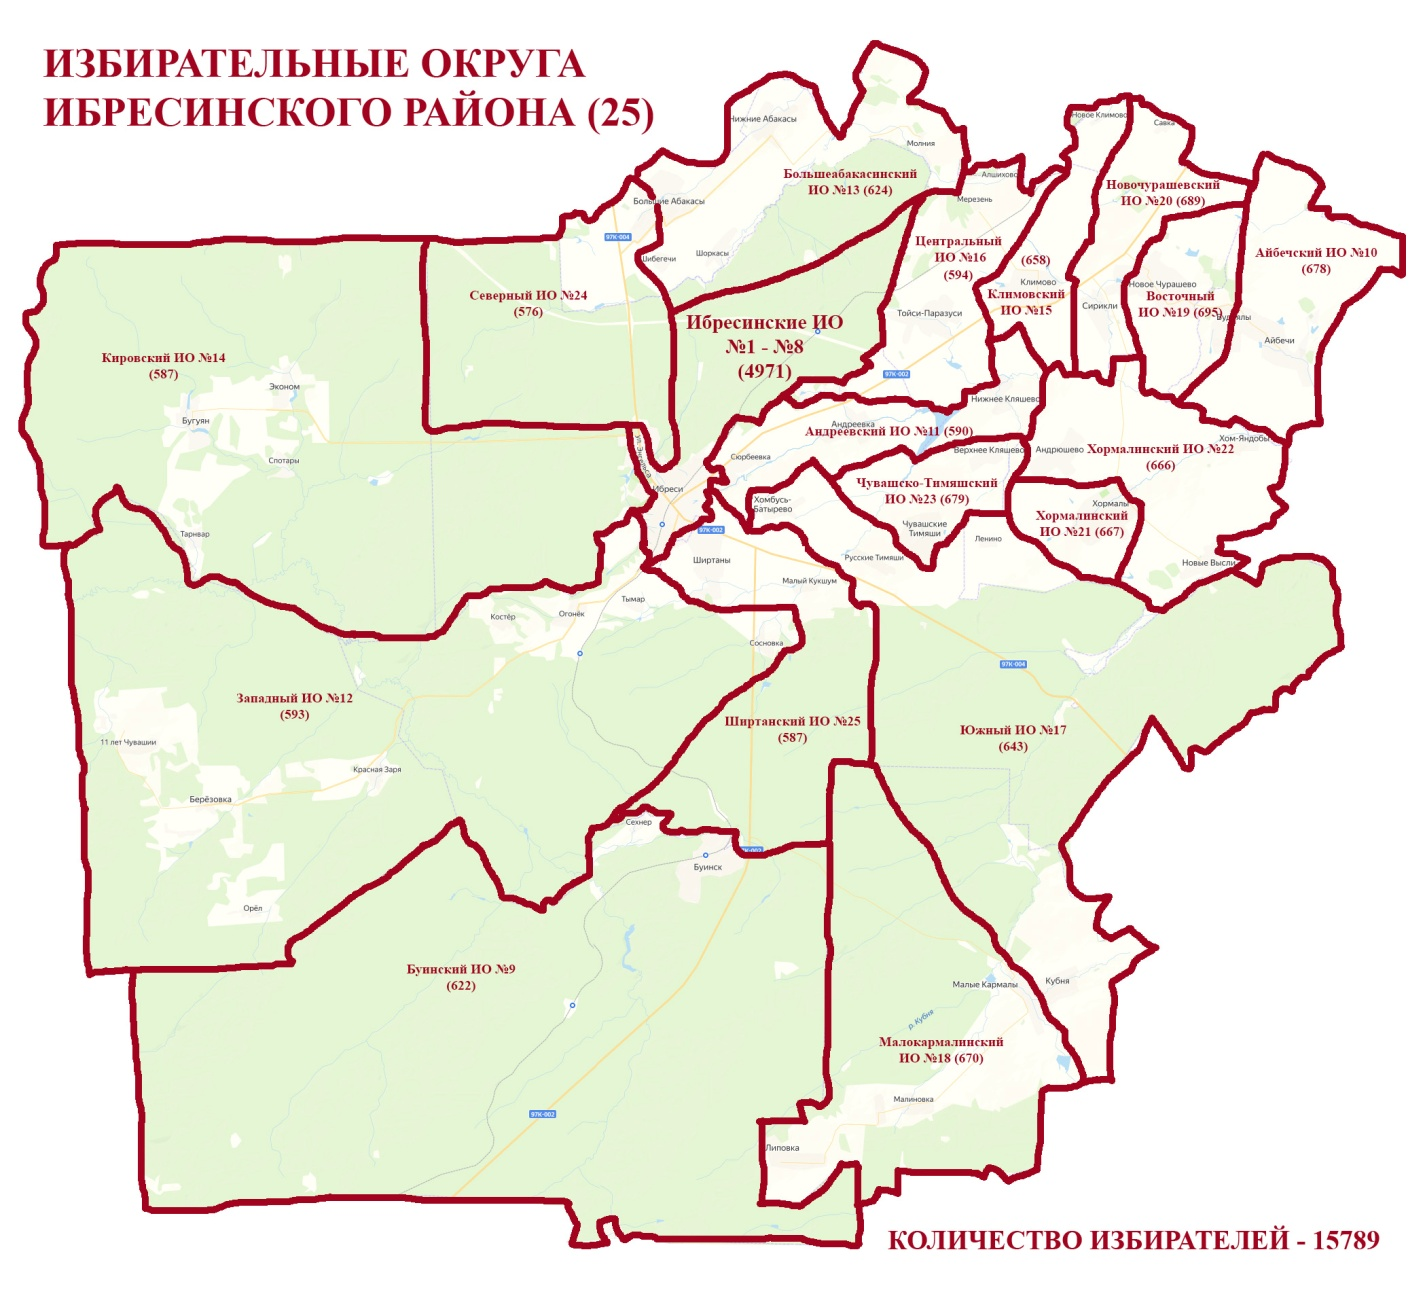 ИЗБИРАТЕЛЬНЫЕ ОКРУГА
ИБРЕСИНСКОГО РАЙОНА (25)
Нижние Абакасы
Молния
Большеабакасинский
ИО №13 (624)
Большие Абакасы
97К-004
Шибегечи
Шоркасы
Новое Климово
Савка
Алшихово
Мерезень
Новочурашевский
ИО №20 (689)
Центральный
ИО №16
(594)
(658)
Климово
Климовский
ИО №15
Айбечский ИО №10
(678)
Новое Чурашево
Восточный
ИО №19 (695)
Сирикли
Айбечи
Северный ИО №24
(576)
Ибресинские ИО
№1 - №8
(4971)
Тойси-Паразуси
Кировский ИО №14
(587)
Эконом
Бугуян
97К-002
Нижнее Кляшево
Андреевка
Андреевский ИО №11 (590)
Хом-Яндобы
Спотары
ул. Энгельса
Сюрбеевка
Верхнее Кляшево
Андрюшево
Хормалинский ИО №22
(666)
Ибреси
Чувашско-Тимяшский
ИО №23 (679)
Хомбусь-
Батырево
Хормалы
Хормалинский
ИО №21 (667)
Тарнвар
97К-002
Чувашские
Тимяши
Ленино
Ширтаны
Русские Тимяши
Новые Высли
Малый Кукшум
Костёр
Огонёк
Тымар
Сосновка
97К-004
Западный ИО №12
(593)
Ширтанский ИО №25
(587)
Южный ИО №17
(643)
11 лет Чувашии
Красная Заря
Берёзовка
Сехнер
Буинск
Орёл
Буинский ИО №9
(622)
Малые Кармалы
Кубня
р. Кубня
Малокармалинский
ИО №18 (670)
Малиновка
97К-002
Липовка
КОЛИЧЕСТВО ИЗБИРАТЕЛЕЙ - 15789